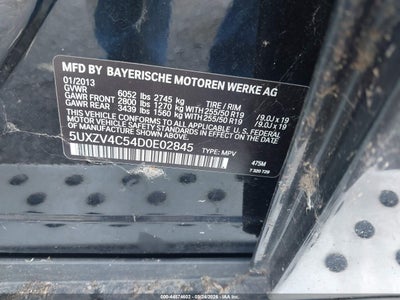 MFD BY BAYERISCHE MOTOREN WERKE AG
01/2013
GVWR 6052 lbs 2745 kg TIRE / RIM
GAWR FRONT 2800 lbs 1270 kg WITH 255/50 R19 /9.0J x 19
GAWR REAR 3439 lbs 1560 kg WITH 255/50 R19 /9.0J x 19
THIS VEHICLE CONFORMS TO ALL APPLICABLE U.S. FEDERAL
MOTOR VEHICLE SAFETY STANDARDS IN EFFECT ON THE
DATE OF MANUFACTURE SHOWN ABOVE.
5UXZV4C54D0E02845 TYPE: MPV
475M
7 320 729